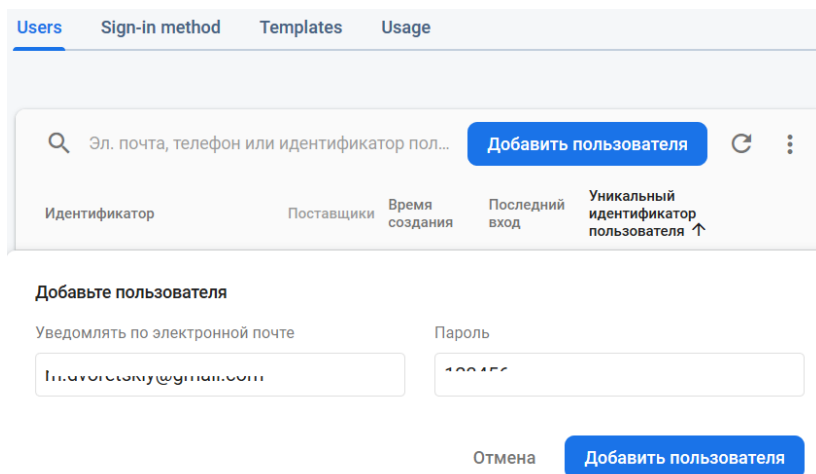 Users Sign-in method Templates Usage
Эл. почта, телефон или идентификатор пол... Добавить пользователя
Идентификатор Поставщики Время создания Последний вход Уникальный идентификатор пользователя ↑
Добавьте пользователя
Уведомлять по электронной почте Пароль
Отмена Добавить пользователя